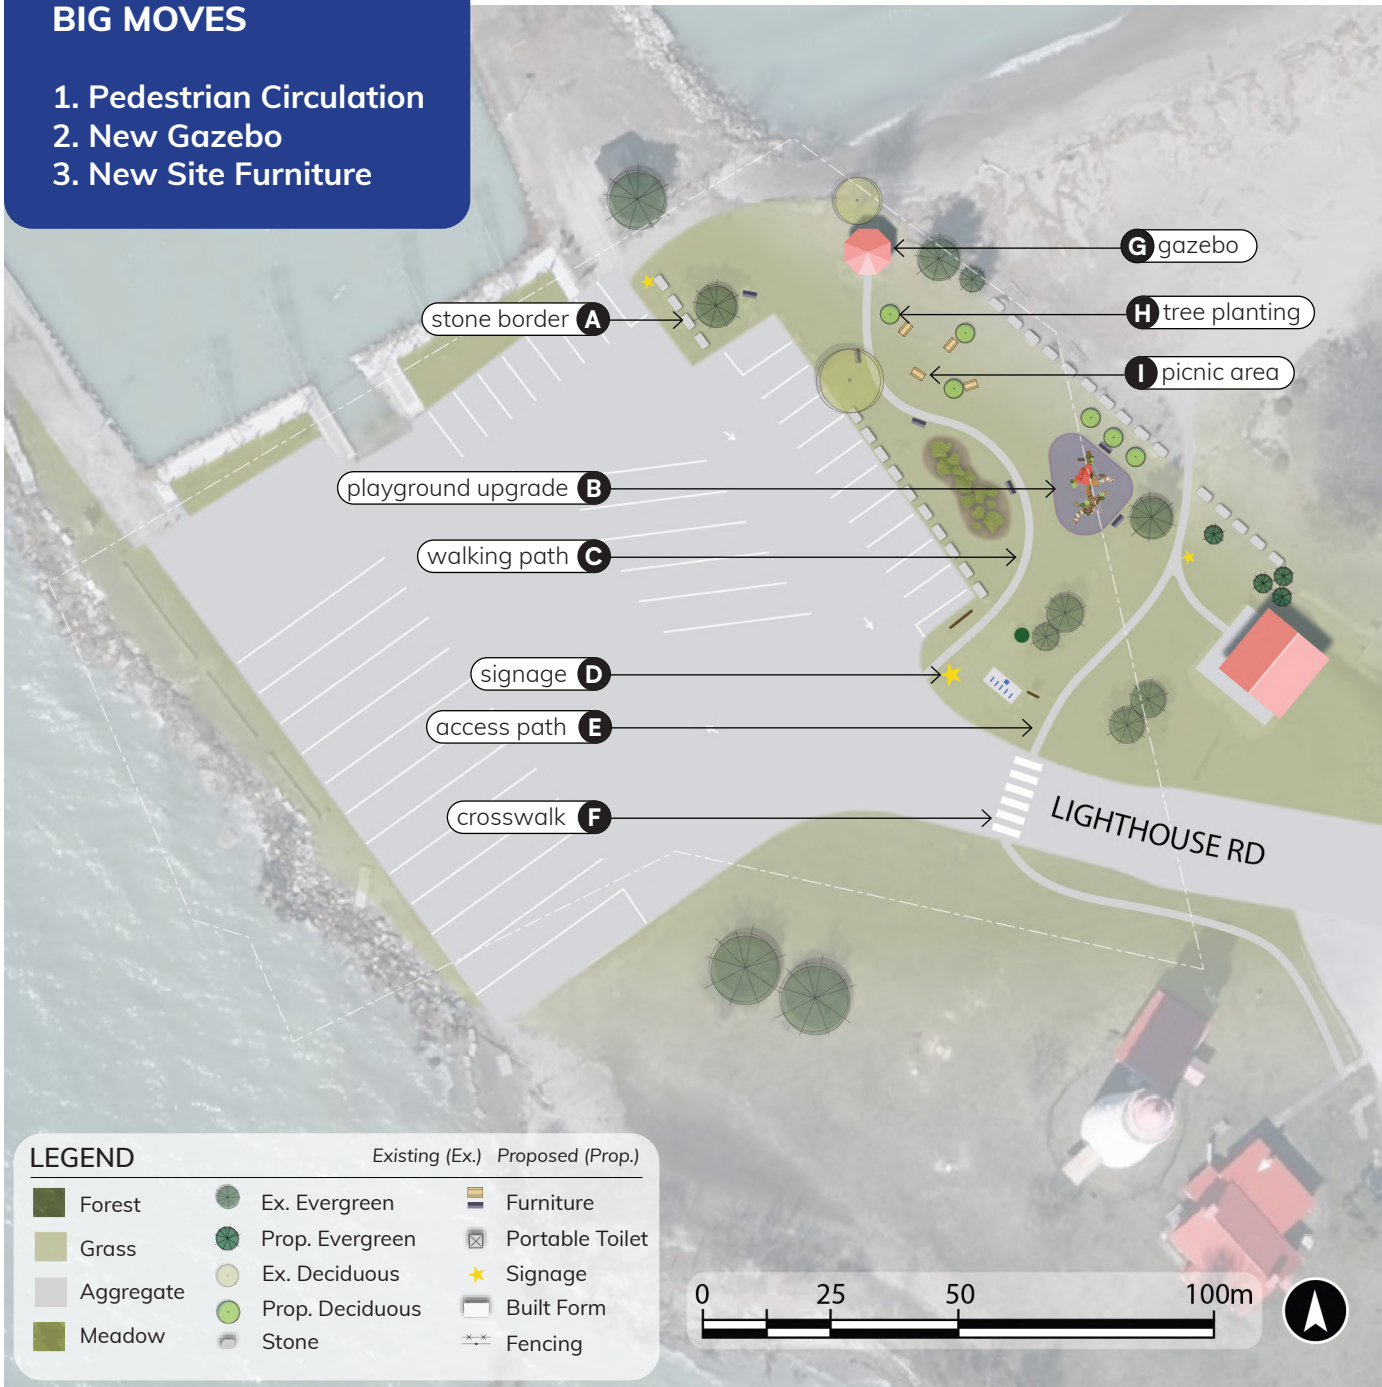 BIG MOVES
1. Pedestrian Circulation
2. New Gazebo
3. New Site Furniture
G gazebo
H tree planting
stone border A
I picnic area
playground upgrade B
walking path C
signage D
access path E
crosswalk F
LIGHTHOUSE RD
LEGEND
Existing (Ex.) Proposed (Prop.)
Forest
Grass
Aggregate
Meadow
Ex. Evergreen
Prop. Evergreen
Ex. Deciduous
Prop. Deciduous
Stone
Furniture
Portable Toilet
Signage
Built Form
Fencing
0 25 50 100m